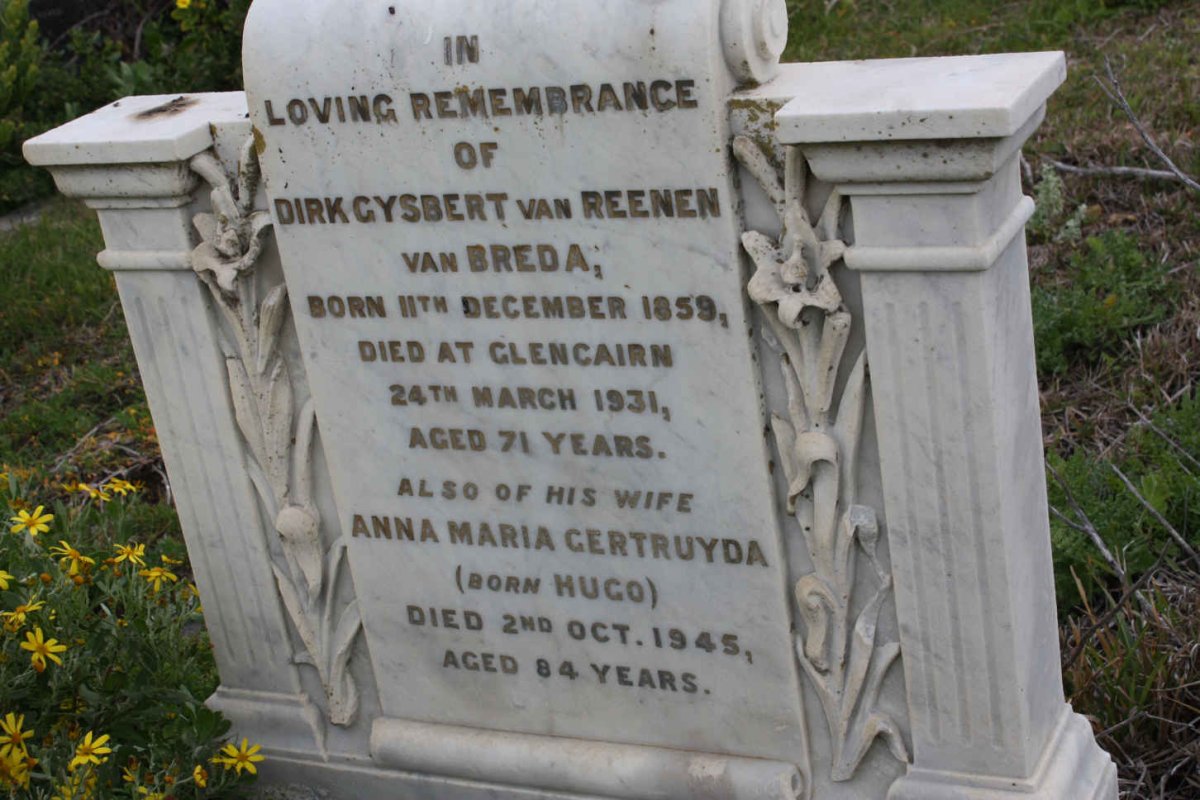 IN
LOVING REMEMBRANCE
OF
DIRK GYSBERT VAN REENEN
VAN BREDA;
BORN 11TH DECEMBER 1859,
DIED AT GLENCAIRN
24TH MARCH 1931,
AGED 71 YEARS.
ALSO OF HIS WIFE
ANNA MARIA GERTRUYDA
(BORN HUGO)
DIED 2ND OCT. 1945,
AGED 84 YEARS.